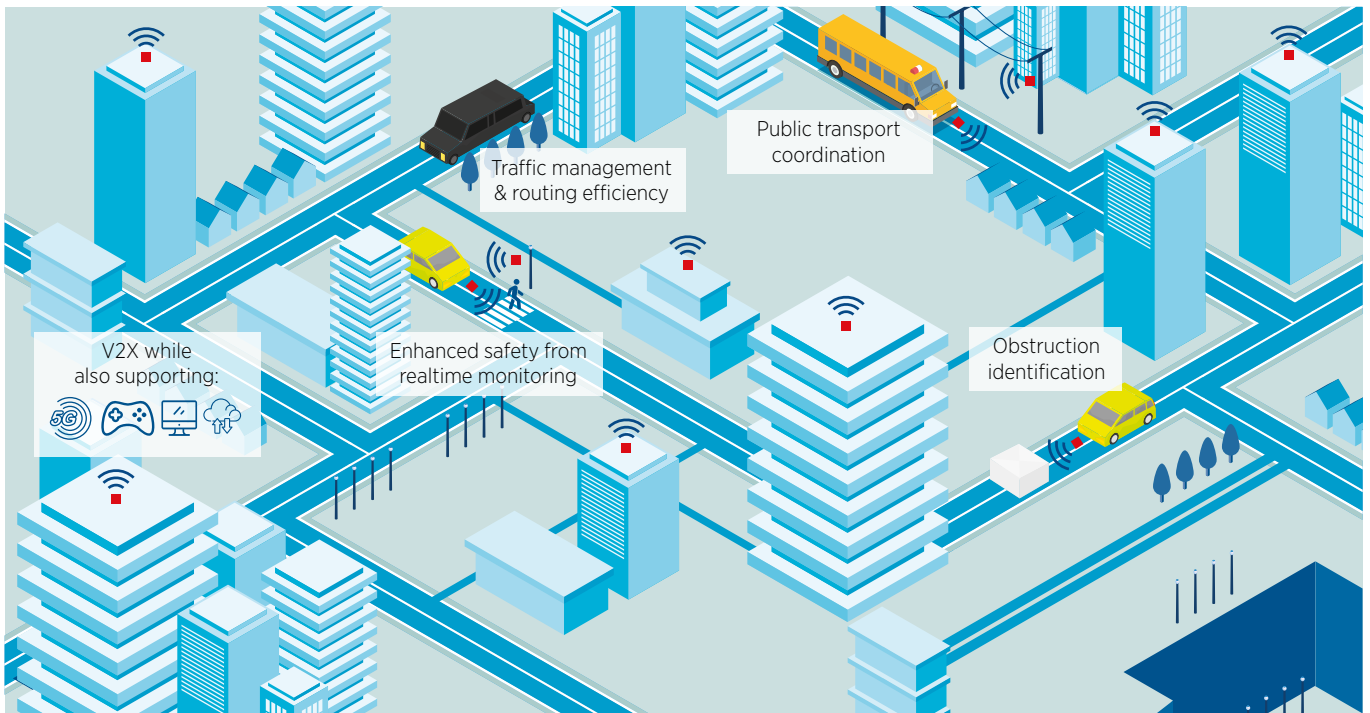 Public transport
coordination
Traffic management
& routing efficiency
V2X while
also supporting:
5G
Enhanced safety from
realtime monitoring
Obstruction
identification